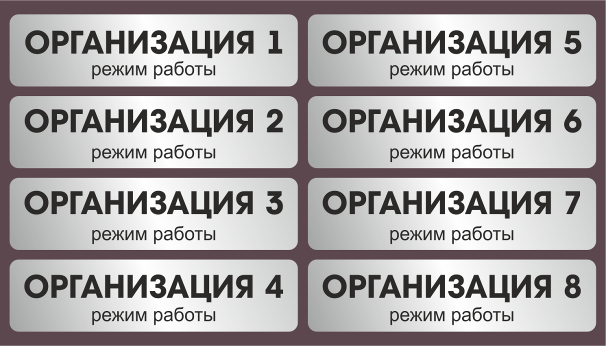 ОРГАНИЗАЦИЯ 1
режим работы
ОРГАНИЗАЦИЯ 2
режим работы
ОРГАНИЗАЦИЯ 3
режим работы
ОРГАНИЗАЦИЯ 4
режим работы
ОРГАНИЗАЦИЯ 5
режим работы
ОРГАНИЗАЦИЯ 6
режим работы
ОРГАНИЗАЦИЯ 7
режим работы
ОРГАНИЗАЦИЯ 8
режим работы